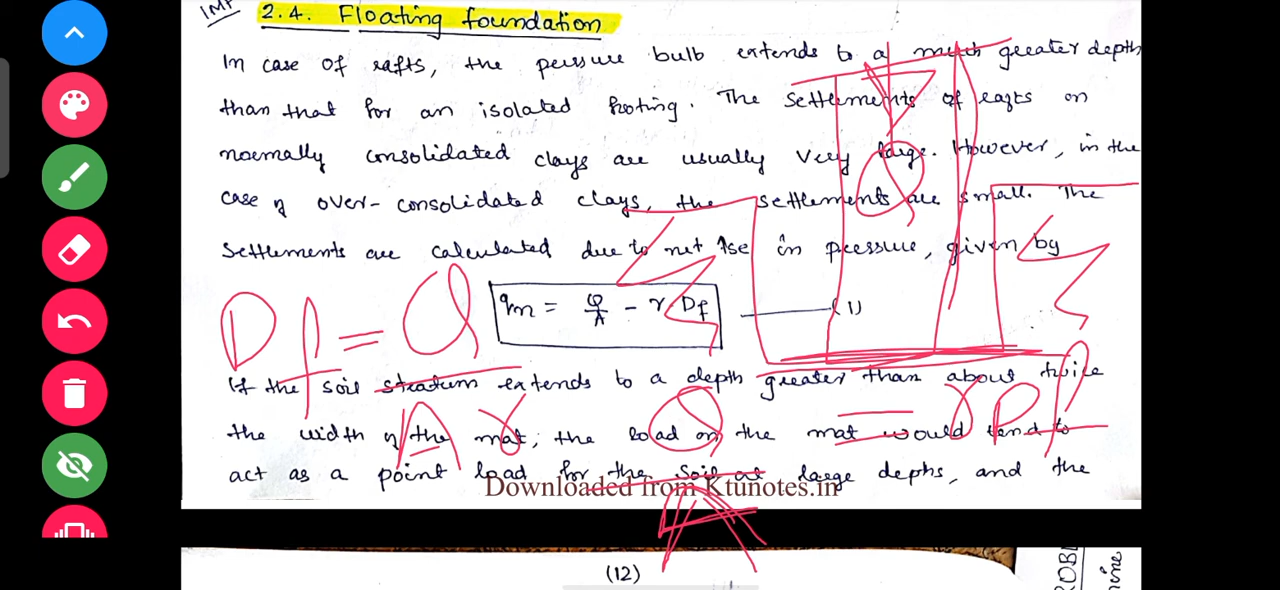 IMP
2.4. Floating foundation
In case of rafts, the pressure bulb extends to a much greater depth
than that for an isolated footing. The settlements of rafts on
normally consolidated clays are usually very large. However, in the
case of over-consolidated clays, the settlements are small. The
settlements are calculated due to net ↑se in pressure, given by
qn = Q/A - γ Df ——— (1)
Q
Df = Q
If the soil stratum extends to a depth greater than about twice
Aγ Q = γDf
the width of the mat, the load on the mat would tend to
act as a point load for the soil at large depths, and the
A
Downloaded from Ktunotes.in
(12)